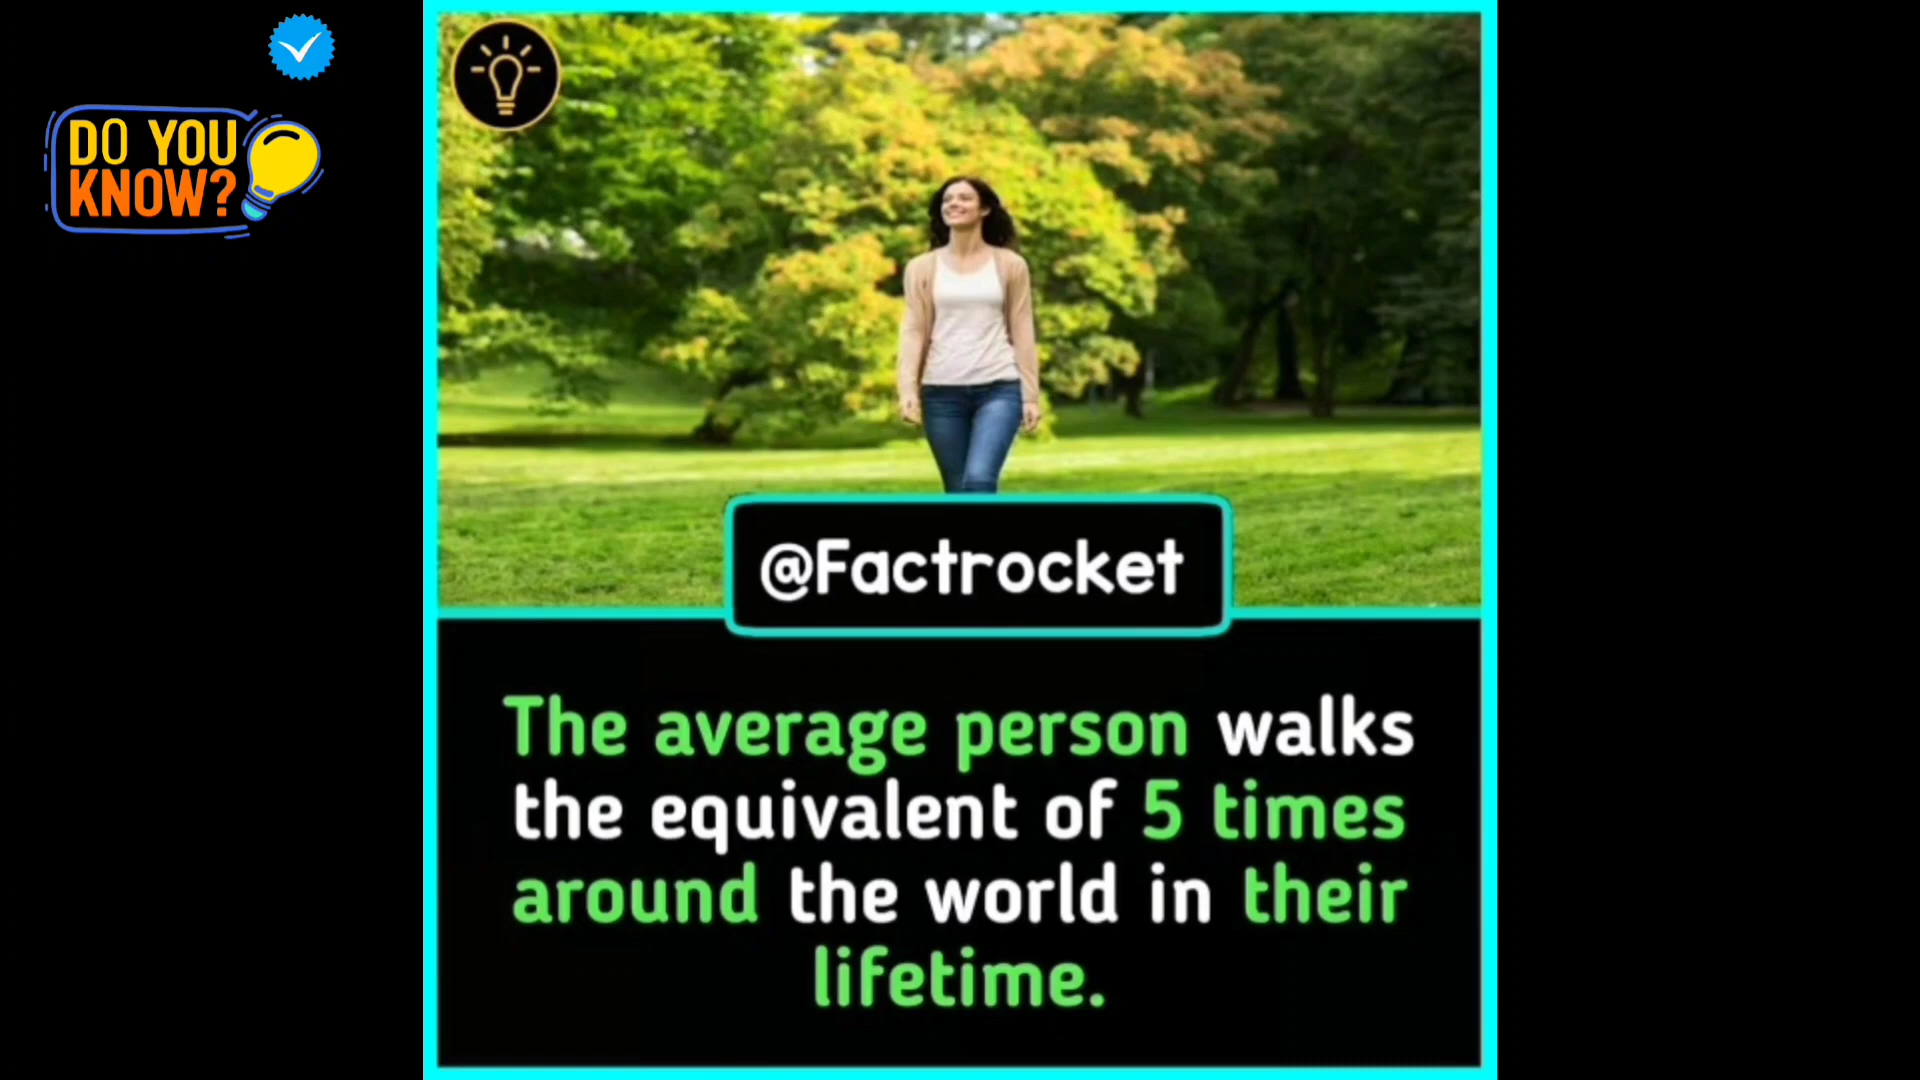 DO YOU
KNOW?
@Factrocket
The average person walks
the equivalent of 5 times
around the world in their
lifetime.